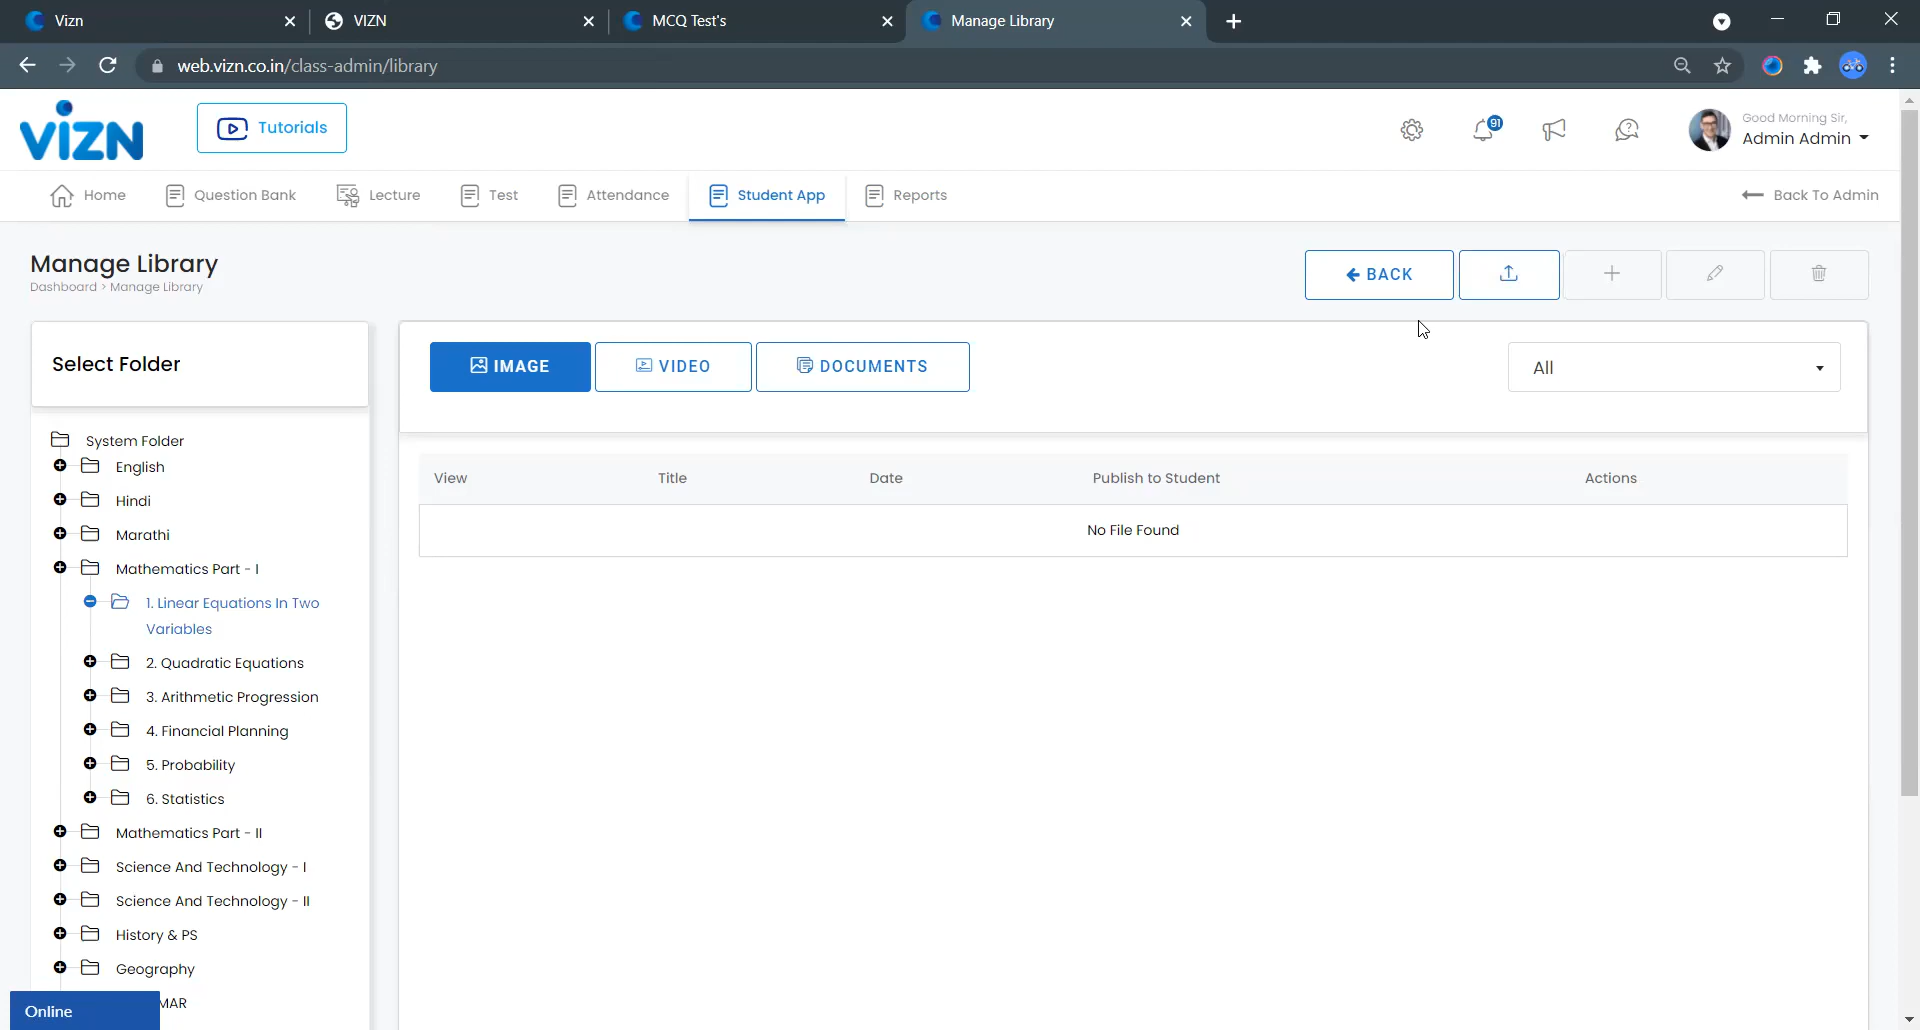 Vizn
VIZN
MCQ Test's
Manage Library
web.vizn.co.in/class-admin/library
VIZN
Tutorials
91
Good Morning Sir,
Admin Admin
Home
Question Bank
Lecture
Test
Attendance
Student App
Reports
Back To Admin
Manage Library
Dashboard > Manage Library
BACK
Select Folder
IMAGE
VIDEO
DOCUMENTS
All
System Folder
English
Hindi
Marathi
Mathematics Part - I
1. Linear Equations In Two
Variables
2. Quadratic Equations
3. Arithmetic Progression
4. Financial Planning
5. Probability
6. Statistics
Mathematics Part - II
Science And Technology - I
Science And Technology - II
History & PS
Geography
MAR
View Title Date Publish to Student Actions
No File Found
Online